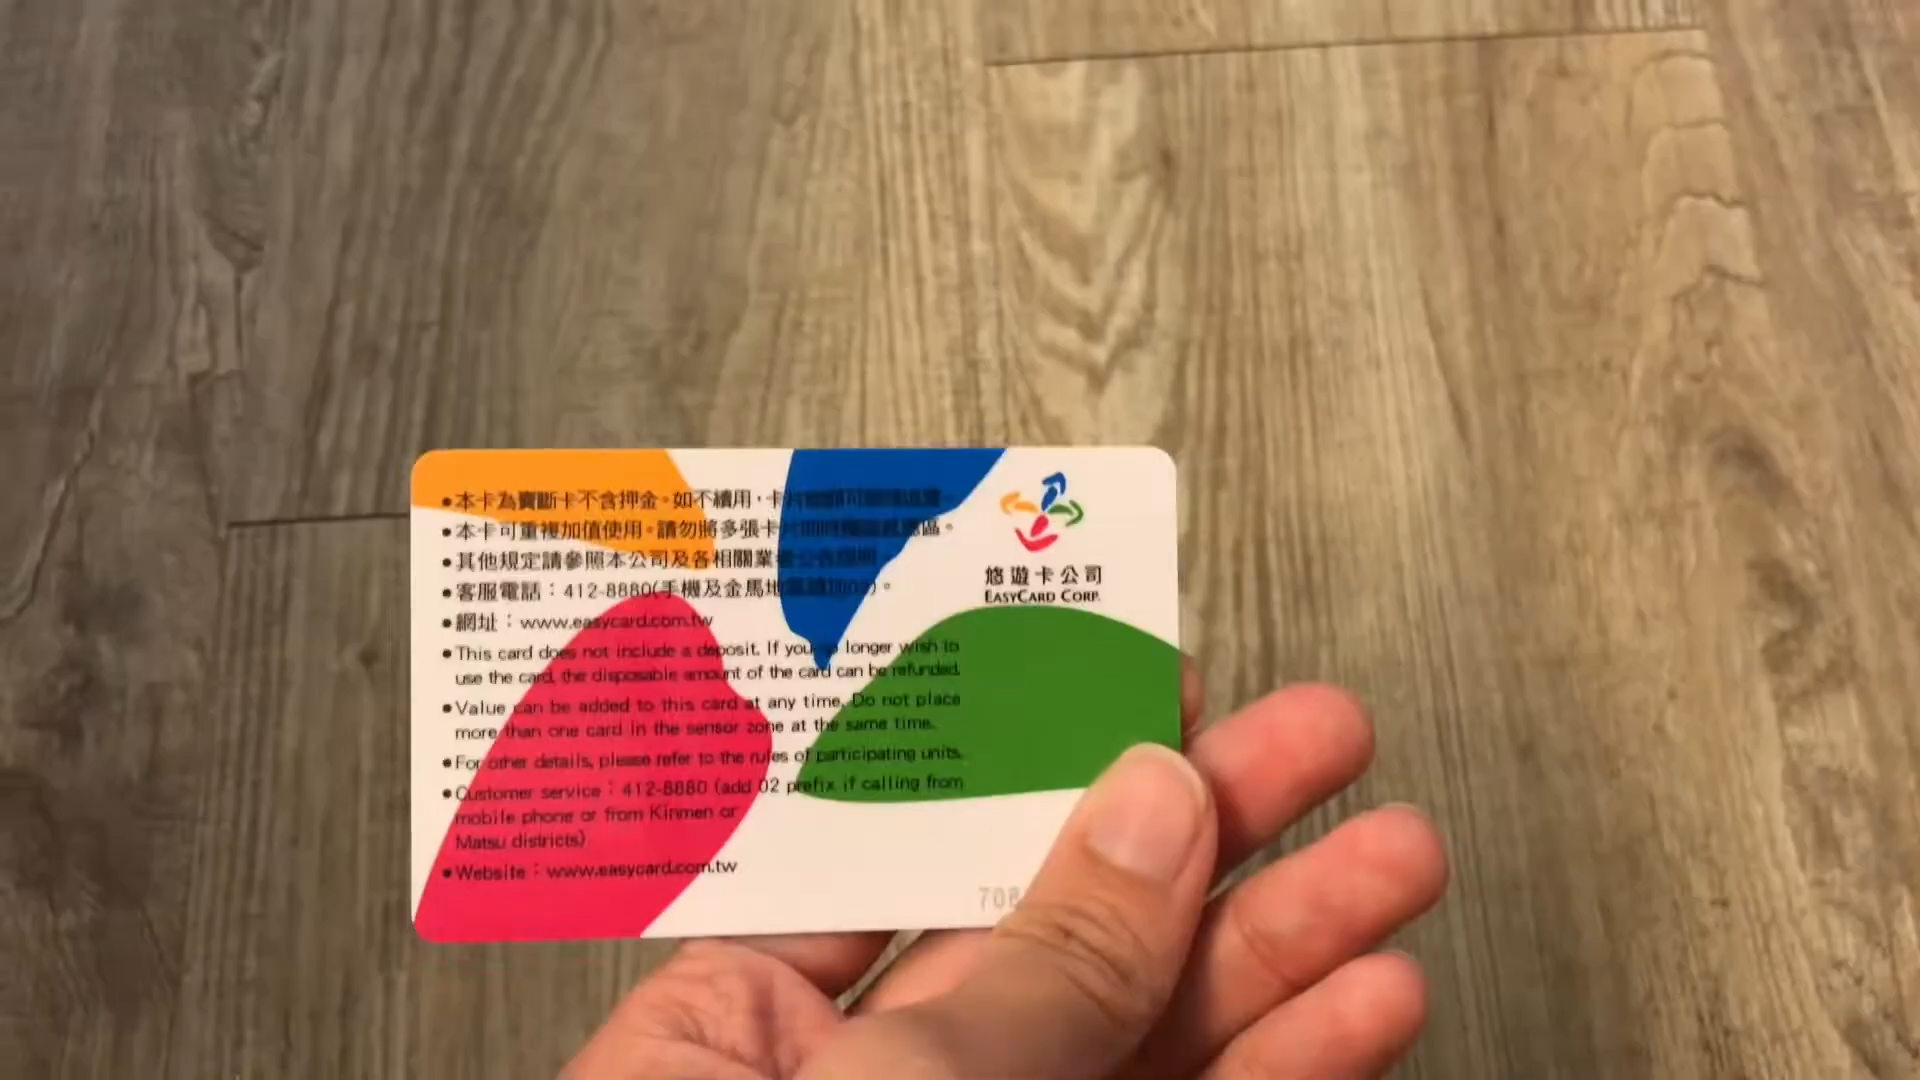 ●本卡為賣斷卡不含押金。如不續用，卡片
●本卡可重複加值使用。請勿將多張卡片同時 區。
●其他規定請參照本公司及各相關業
●客服電話：412-8880(手機及金馬地
●網址：www.easycard.com.tw
●This card does not include a deposit. If you longer wish to
use the card, the disposable amount of the card can be refunded.
●Value can be added to this card at any time. Do not place
more than one card in the sensor zone at the same time.
●For other details, please refer to the rules of participating units.
●Customer service：412-8880 (add 02 prefix if calling from
mobile phone or from Kinmen or
Matsu districts)
●Website：www.easycard.com.tw
悠遊卡公司
EASYCARD CORP.
708